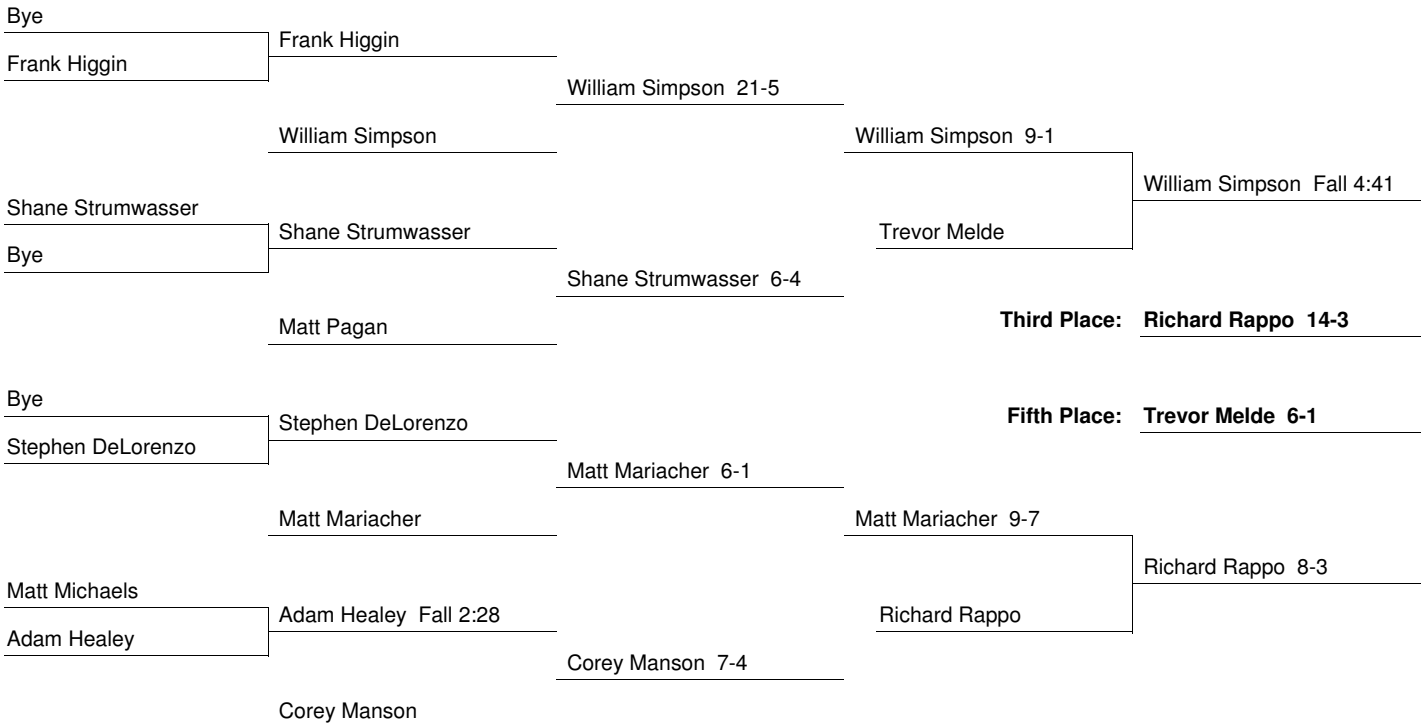 Bye
Frank Higgin
Frank Higgin
William Simpson 21-5
William Simpson
William Simpson 9-1
William Simpson Fall 4:41
Shane Strumwasser
Shane Strumwasser
Trevor Melde
Bye
Shane Strumwasser 6-4
Matt Pagan
Third Place: Richard Rappo 14-3
Bye
Stephen DeLorenzo
Fifth Place: Trevor Melde 6-1
Stephen DeLorenzo
Matt Mariacher 6-1
Matt Mariacher
Matt Mariacher 9-7
Richard Rappo 8-3
Matt Michaels
Adam Healey Fall 2:28
Richard Rappo
Adam Healey
Corey Manson 7-4
Corey Manson